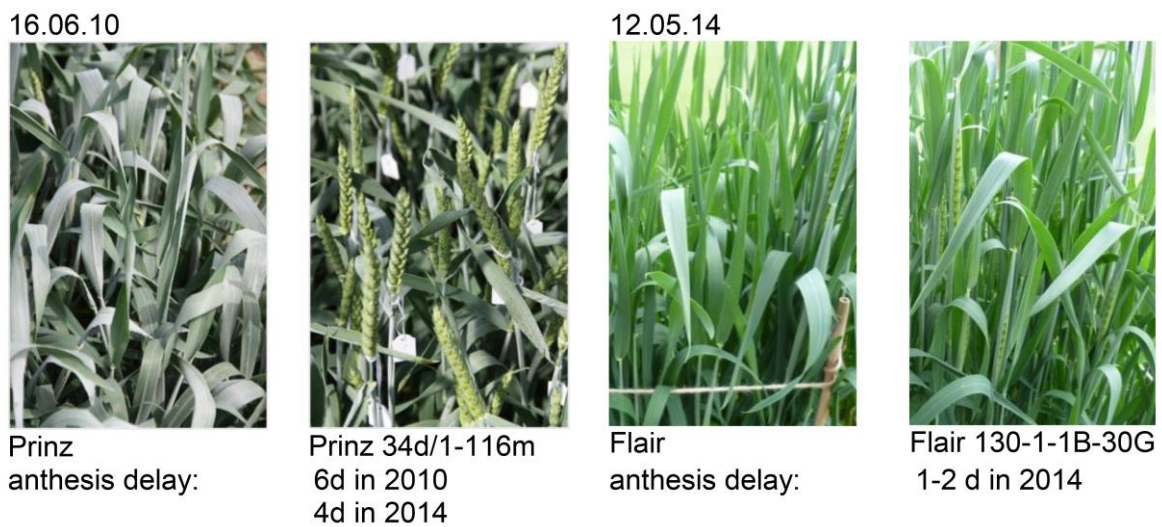 16.06.10
12.05.14
Prinz
Prinz 34d/1-116m
Flair
Flair 130-1-1B-30G
anthesis delay:
6d in 2010
anthesis delay:
1-2 d in 2014
4d in 2014